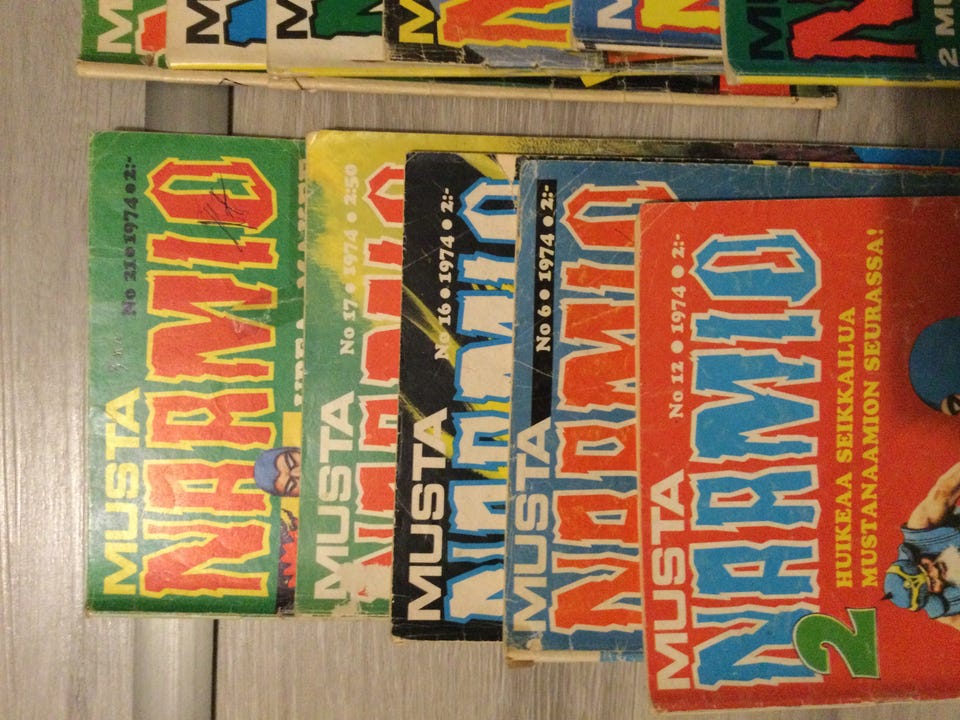 No 21 • 1974 • 2:-
MUSTA
NAAMIO
No 17 • 1974 • 2:50
MUSTA
NAAMIO
No 16 • 1974 • 2:-
MUSTA
NAAMIO
No 6 • 1974 • 2:-
MUSTA
NAAMIO
No 12 • 1974 • 2:-
MUSTA
NAAMIO
2
HUIKEAA SEIKKAILUA
MUSTANAAMION SEURASSA!